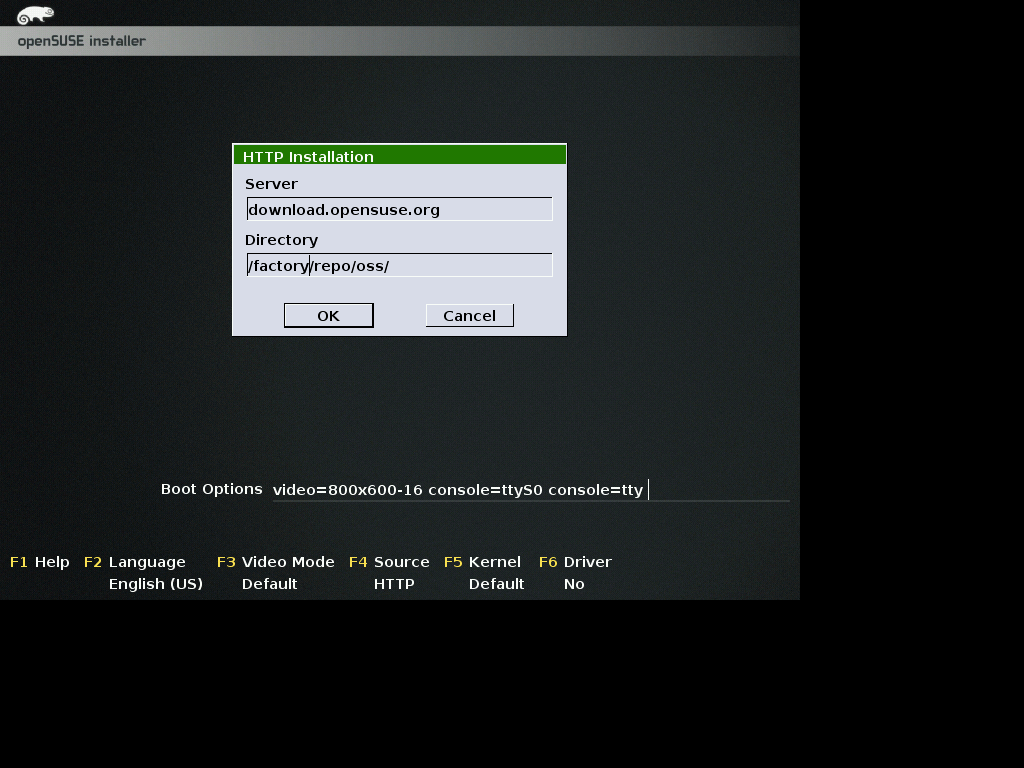 openSUSE installer
HTTP Installation
Server
download.opensuse.org
Directory
/factory/repo/oss/
OK Cancel
Boot Options video=800x600-16 console=ttyS0 console=tty
F1 Help F2 Language F3 Video Mode F4 Source F5 Kernel F6 Driver
English (US) Default HTTP Default No